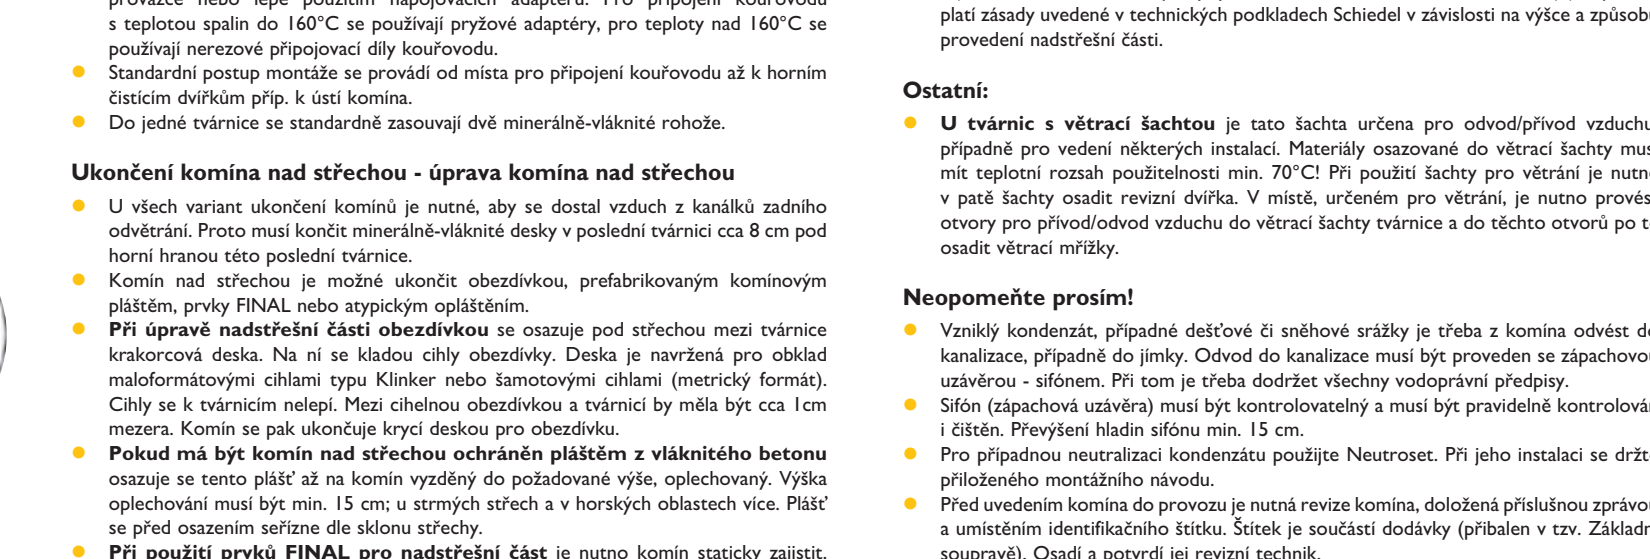 provázce nebo lépe použitím napojovacích adaptérů. Pro připojení kouřovodu
s teplotou spalin do 160°C se používají pryžové adaptéry, pro teploty nad 160°C se
používají nerezové připojovací díly kouřovodu.
Standardní postup montáže se provádí od místa pro připojení kouřovodu až k horním
čistícím dvířkům příp. k ústí komína.
Do jedné tvárnice se standardně zasouvají dvě minerálně-vláknité rohože.
Ukončení komína nad střechou - úprava komína nad střechou
U všech variant ukončení komínů je nutné, aby se dostal vzduch z kanálků zadního
odvětrání. Proto musí končit minerálně-vláknité desky v poslední tvárnici cca 8 cm pod
horní hranou této poslední tvárnice.
Komín nad střechou je možné ukončit obezdívkou, prefabrikovaným komínovým
pláštěm, prvky FINAL nebo atypickým opláštěním.
Při úpravě nadstřešní části obezdívkou se osazuje pod střechou mezi tvárnice
krakorcová deska. Na ní se kladou cihly obezdívky. Deska je navržená pro obklad
maloformátovými cihlami typu Klinker nebo šamotovými cihlami (metrický formát).
Cihly se k tvárnicím nelepí. Mezi cihelnou obezdívkou a tvárnicí by měla být cca 1cm
mezera. Komín se pak ukončuje krycí deskou pro obezdívku.
Pokud má být komín nad střechou ochráněn pláštěm z vláknitého betonu
osazuje se tento plášť až na komín vyzděný do požadované výše, oplechovaný. Výška
oplechování musí být min. 15 cm; u strmých střech a v horských oblastech více. Plášť
se před osazením seřízne dle sklonu střechy.
Při použití prvků FINAL pro nadstřešní část je nutno komín staticky zajistit.
platí zásady uvedené v technických podkladech Schiedel v závislosti na výšce a způsobu
provedení nadstřešní části.
Ostatní:
U tvárnic s větrací šachtou je tato šachta určena pro odvod/přívod vzduchu
případně pro vedení některých instalací. Materiály osazované do větrací šachty mus
mít teplotní rozsah použitelnosti min. 70°C! Při použití šachty pro větrání je nutn
v patě šachty osadit revizní dvířka. V místě, určeném pro větrání, je nutno provés
otvory pro přívod/odvod vzduchu do větrací šachty tvárnice a do těchto otvorů po t
osadit větrací mřížky.
Neopomeňte prosím!
Vzniklý kondenzát, případné dešťové či sněhové srážky je třeba z komína odvést d
kanalizace, případně do jímky. Odvod do kanalizace musí být proveden se zápachovou
uzávěrou - sifónem. Při tom je třeba dodržet všechny vodoprávní předpisy.
Sifón (zápachová uzávěra) musí být kontrolovatelný a musí být pravidelně kontrolován
i čištěn. Převýšení hladin sifónu min. 15 cm.
Pro případnou neutralizaci kondenzátu použijte Neutroset. Při jeho instalaci se držt
přiloženého montážního návodu.
Před uvedením komína do provozu je nutná revize komína, doložená příslušnou zprávou
a umístěním identifikačního štítku. Štítek je součástí dodávky (přibalen v tzv. Základn
soupravě). Osadí a potvrdí jej revizní technik.